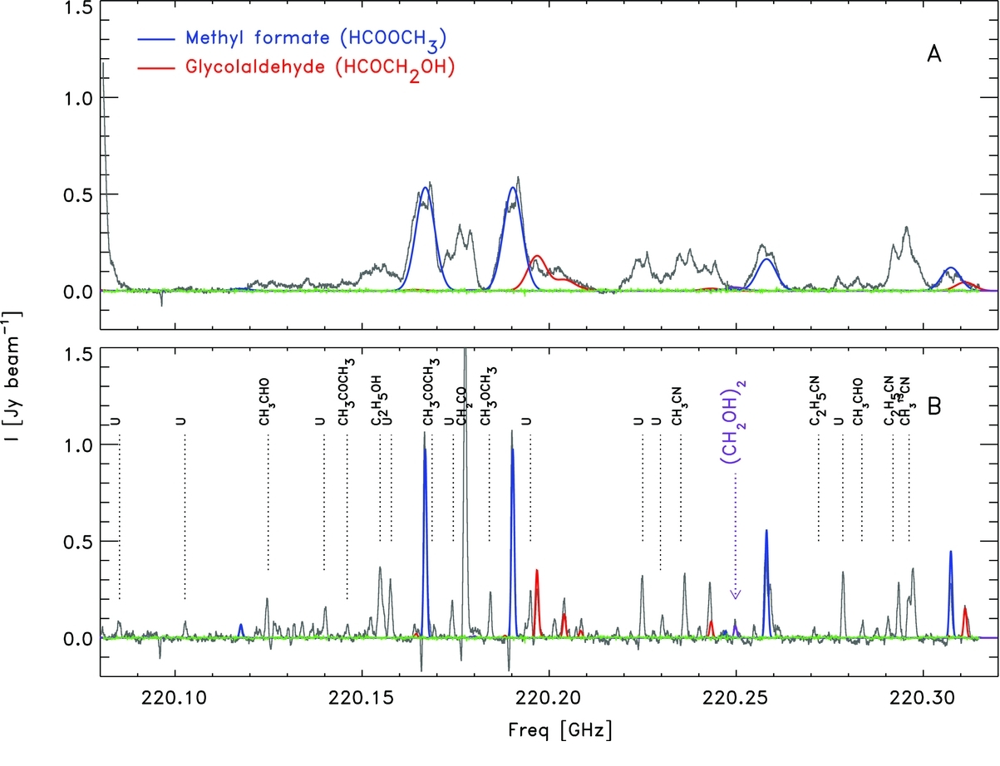 1.5
Methyl formate (HCOOCH3)
A
Glycolaldehyde (HCOCH2OH)
1.0
0.5
0.0
I [Jy beam−1]
1.5
B
U
U
CH3CHO
U
CH3COCH3
C2H5OH
U
CH3COCH3
U
CH2CO
CH3OCH3
U
U
U
CH3CN
(CH2OH)2
C2H5CN
U
CH3CHO
C2H5CN
CH3 13CN
1.0
0.5
0.0
220.10 220.15 220.20 220.25 220.30
Freq [GHz]